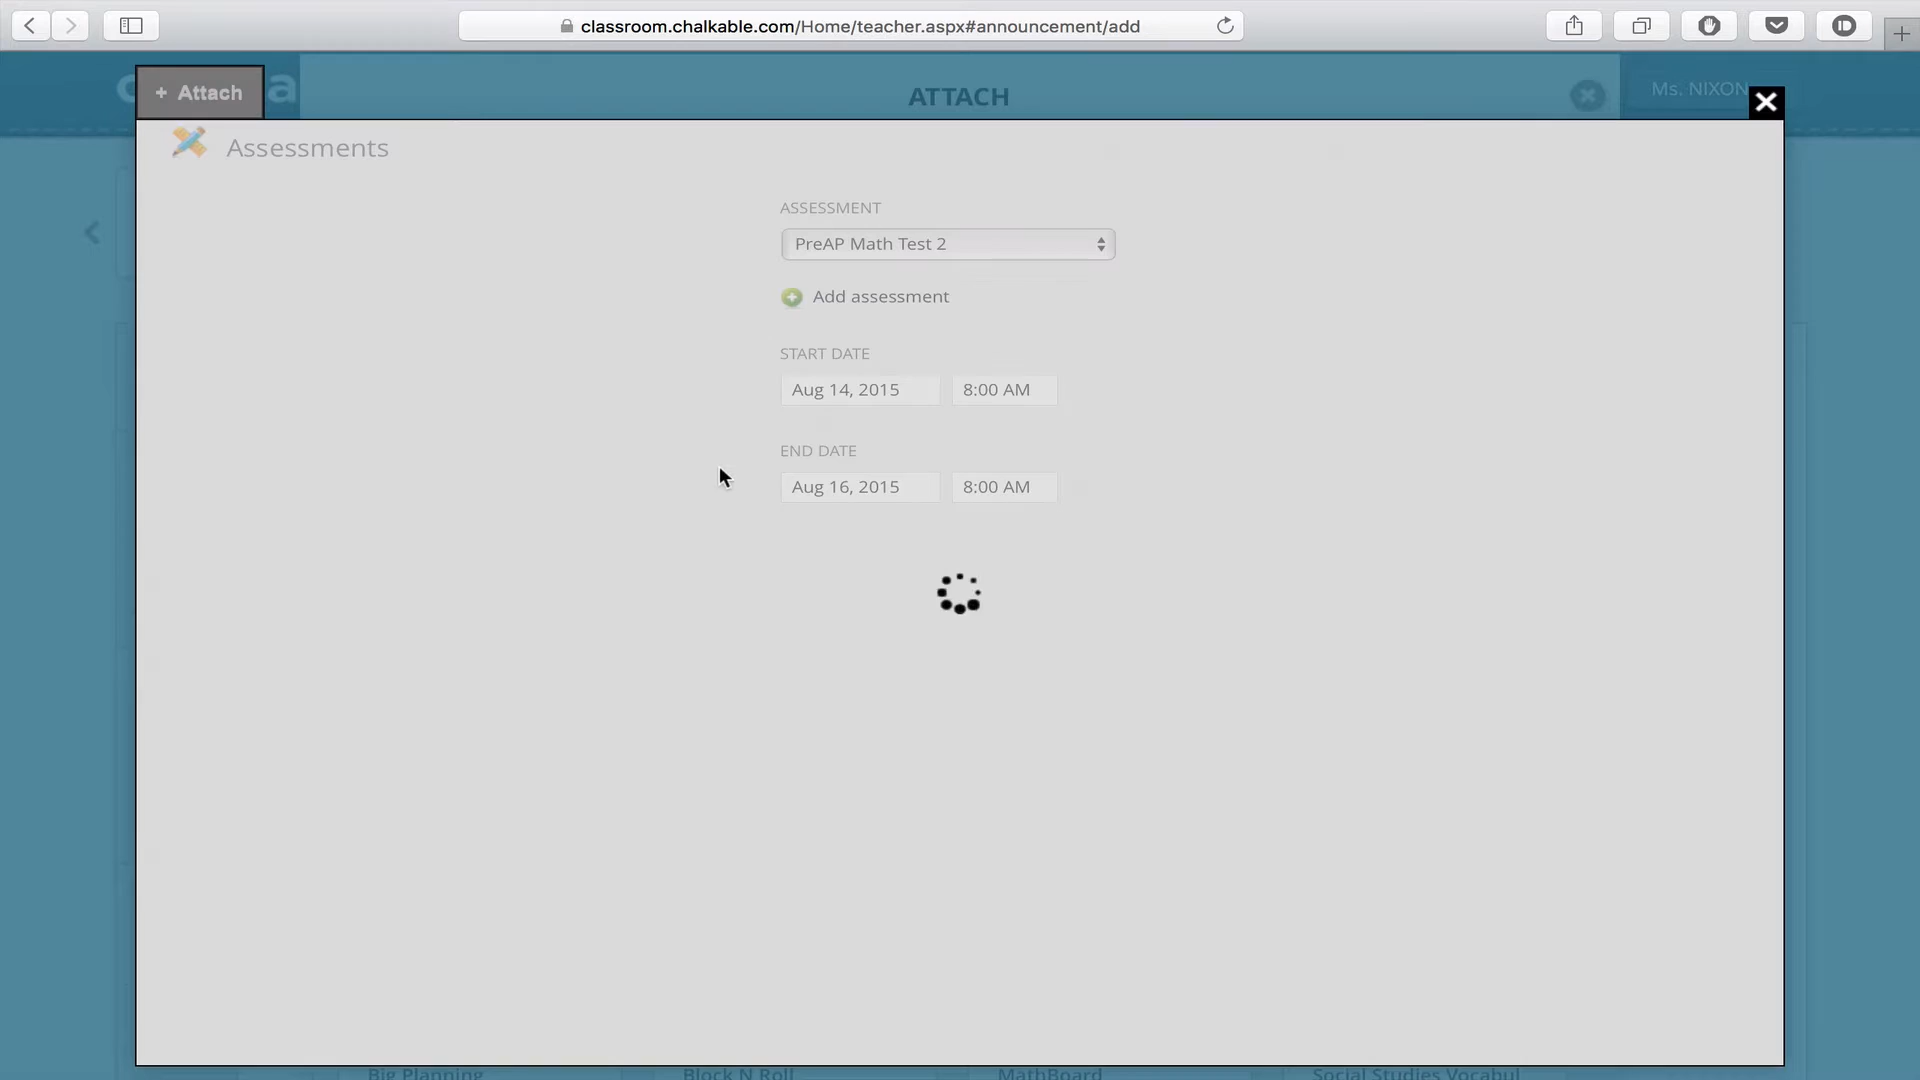 classroom.chalkable.com/Home/teacher.aspx#announcement/add
+ Attach
a
ATTACH
Ms. NIXON
Assessments
ASSESSMENT
PreAP Math Test 2
Add assessment
START DATE
Aug 14, 2015 8:00 AM
END DATE
Aug 16, 2015 8:00 AM
Big Planning Block N Roll MathBoard Social Studies Vocabul